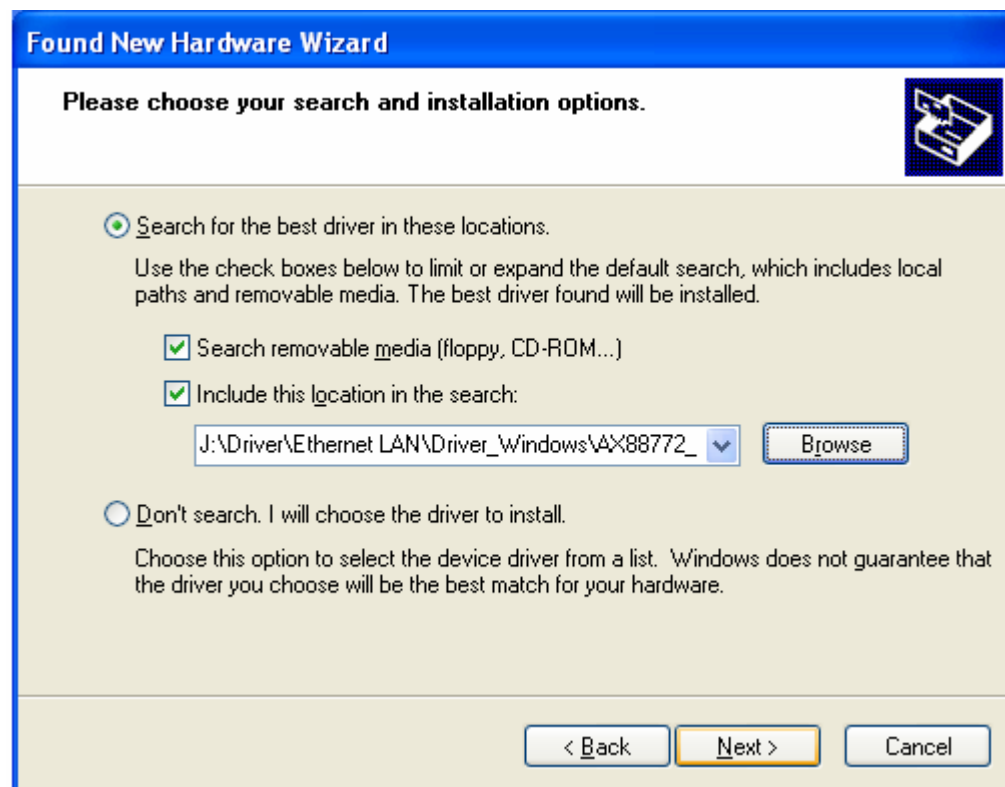 Found New Hardware Wizard
Please choose your search and installation options.
Search for the best driver in these locations.
Use the check boxes below to limit or expand the default search, which includes local
paths and removable media. The best driver found will be installed.
Search removable media (floppy, CD-ROM...)
Include this location in the search:
J:\Driver\Ethernet LAN\Driver_Windows\AX88772_
Browse
Don't search. I will choose the driver to install.
Choose this option to select the device driver from a list. Windows does not guarantee that
the driver you choose will be the best match for your hardware.
< Back Next > Cancel